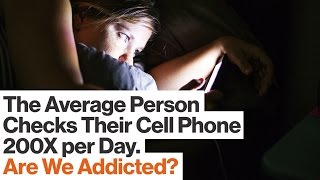 The Average Person
Checks Their Cell Phone
200X per Day.
Are We Addicted?